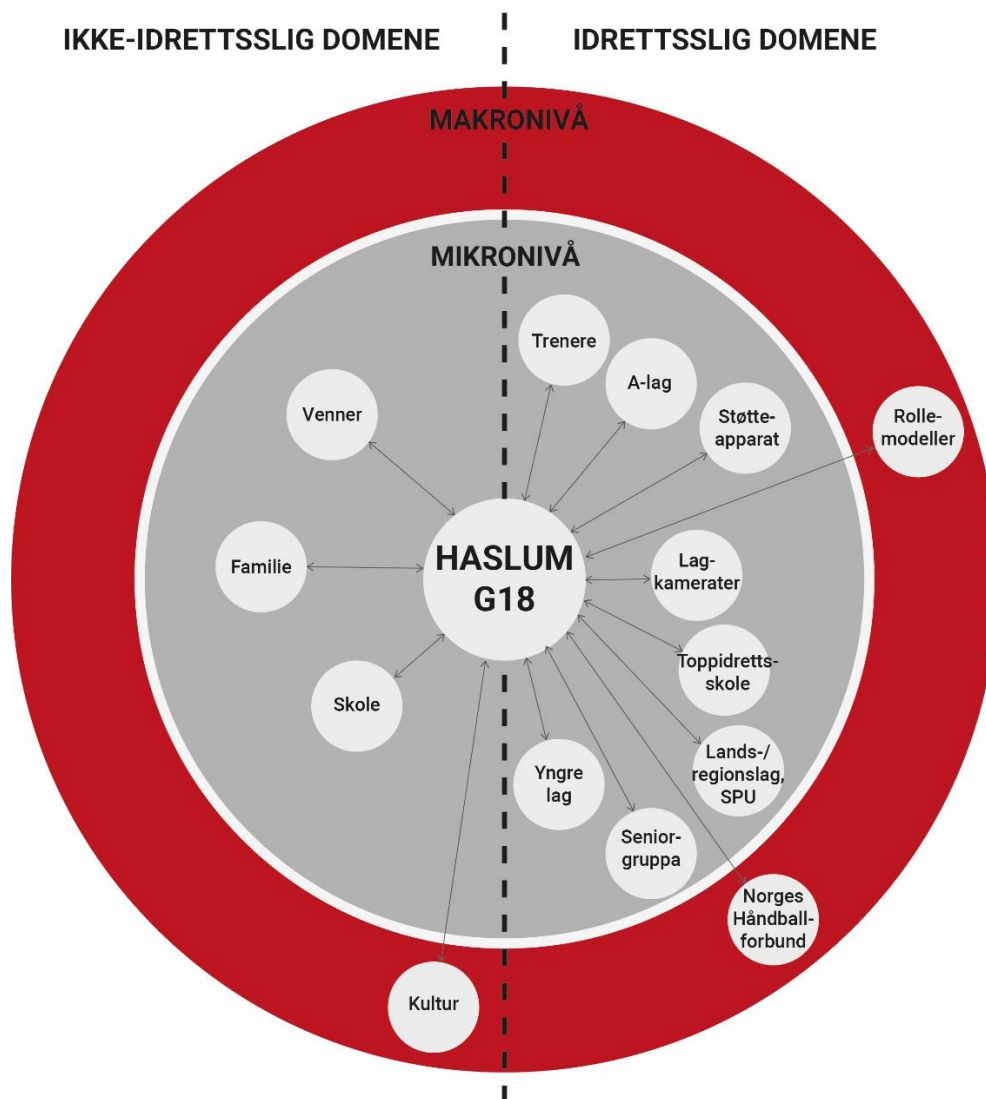 IKKE-IDRETTSSLIG DOMENE
IDRETTSSLIG DOMENE
MAKRONIVÅ
MIKRONIVÅ
Trenere
A-lag
Venner
Støtte-
apparat
Rolle-
modeller
HASLUM
G18
Familie
Lag-
kamerater
Toppidretts-
skole
Skole
Lands-/
regionslag,
SPU
Yngre
lag
Senior-
gruppa
Norges
Håndball-
forbund
Kultur